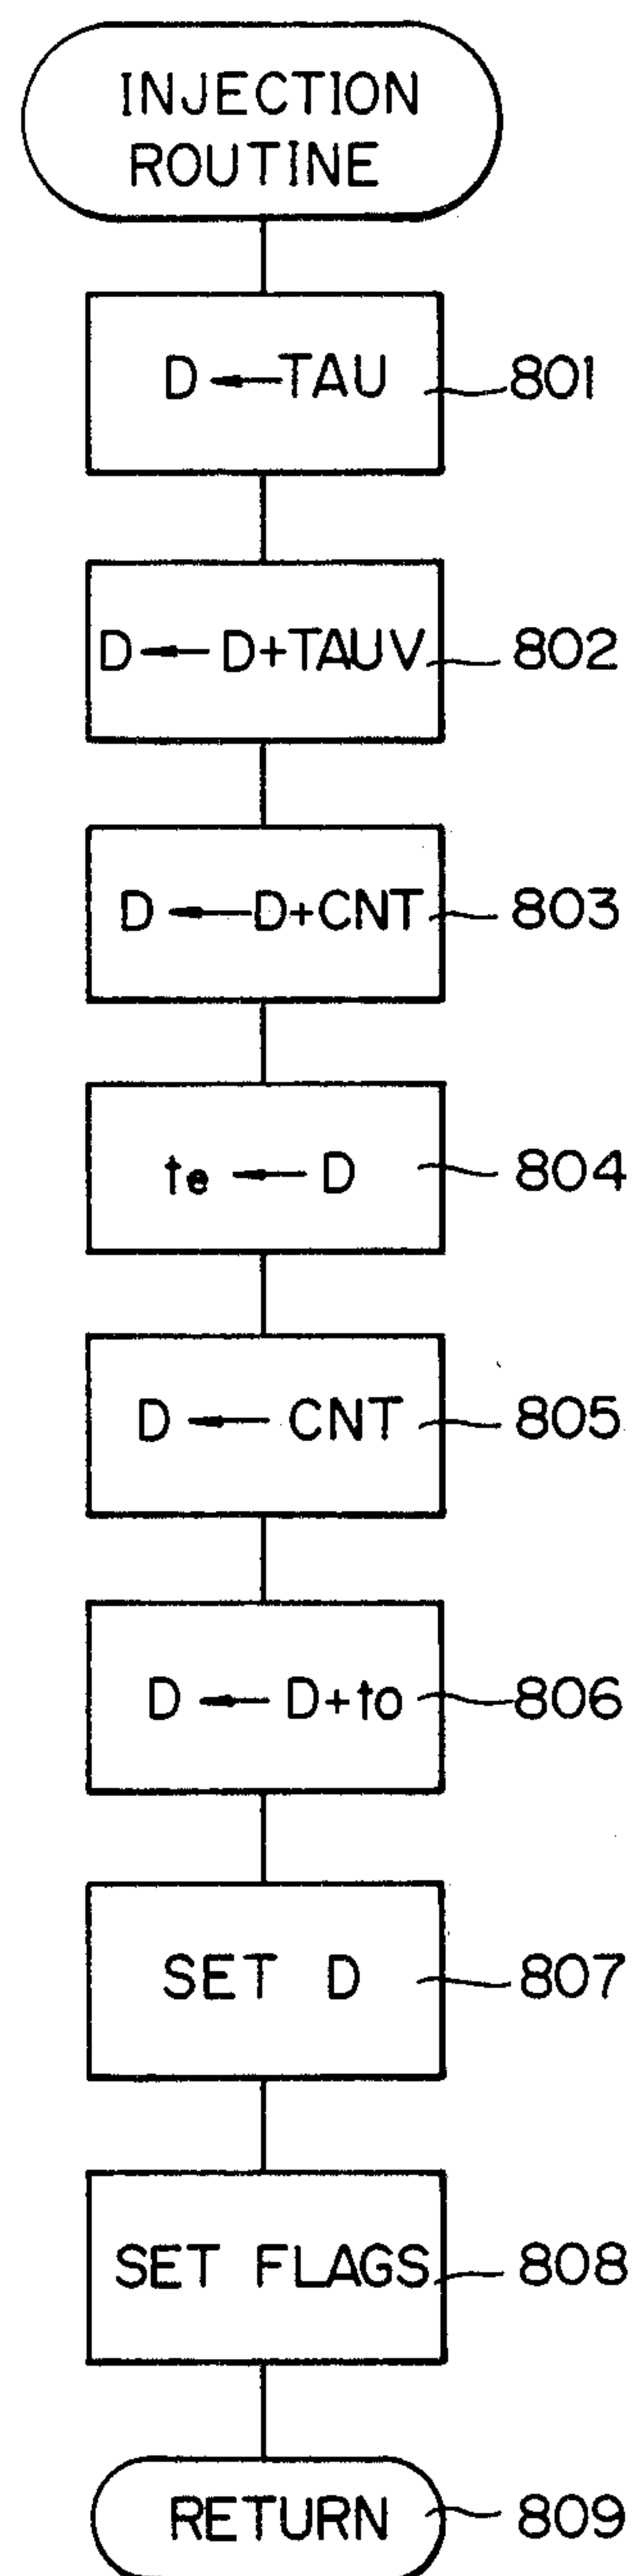 INJECTION
ROUTINE
D ← TAU
801
D ← D+TAUV
802
D ← D+CNT
803
te ← D
804
D ← CNT
805
D ← D+to
806
SET D
807
SET FLAGS
808
RETURN
809